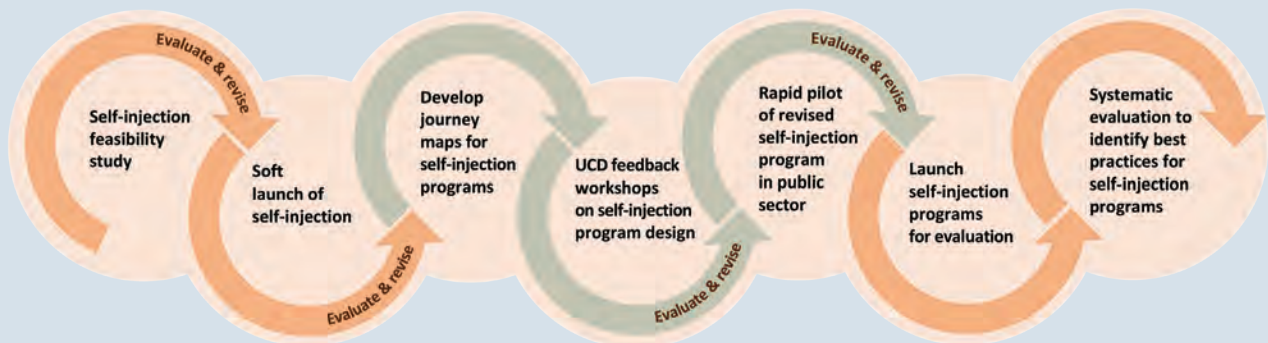 Evaluate & revise
Self-injection
feasibility
study
Soft
launch of
self-injection
Evaluate & revise
Develop
journey
maps for
self-injection
programs
UCD feedback
workshops
on self-injection
program design
Evaluate & revise
Rapid pilot
of revised
self-injection
program
in public
sector
Evaluate & revise
Launch
self-injection
programs
for evaluation
Systematic
evaluation to
identify best
practices for
self-injection
programs